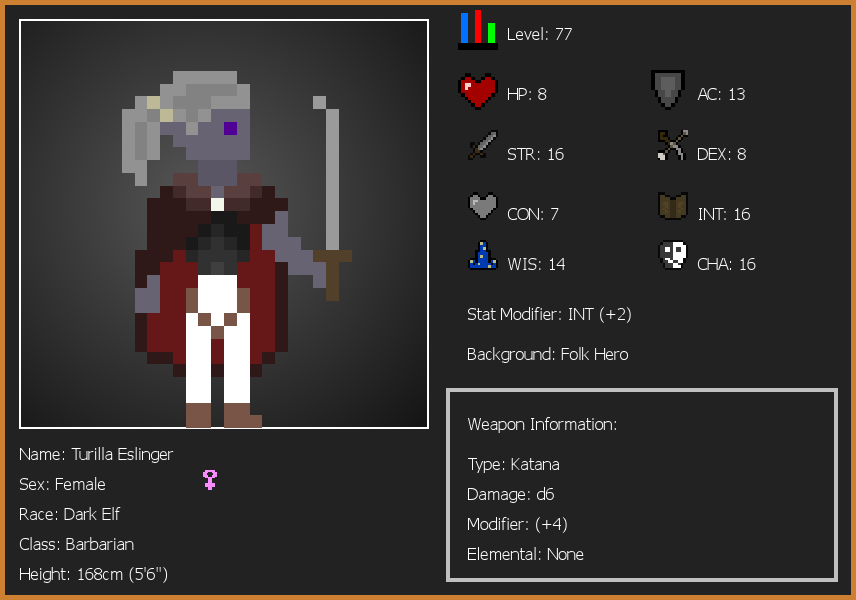 Level: 77
HP: 8
AC: 13
STR: 16
DEX: 8
CON: 7
INT: 16
WIS: 14
CHA: 16
Stat Modifier: INT (+2)
Background: Folk Hero
Weapon Information:
Type: Katana
Damage: d6
Modifier: (+4)
Elemental: None
Name: Turilla Eslinger
Sex: Female
Race: Dark Elf
Class: Barbarian
Height: 168cm (5'6")